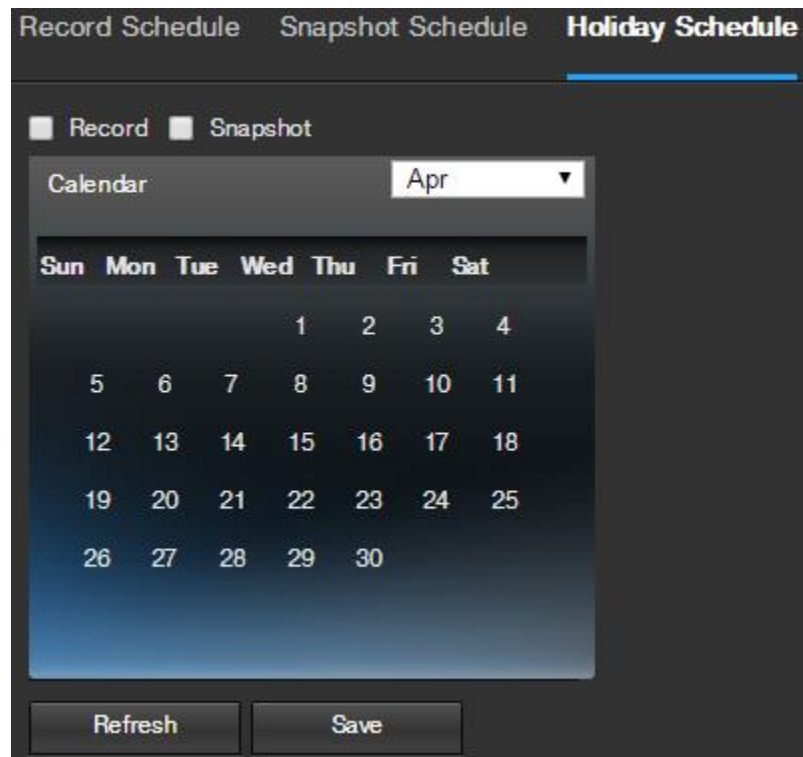 Record Schedule Snapshot Schedule Holiday Schedule
Record Snapshot
Calendar Apr
Sun Mon Tue Wed Thu Fri Sat
1 2 3 4
5 6 7 8 9 10 11
12 13 14 15 16 17 18
19 20 21 22 23 24 25
26 27 28 29 30
Refresh Save